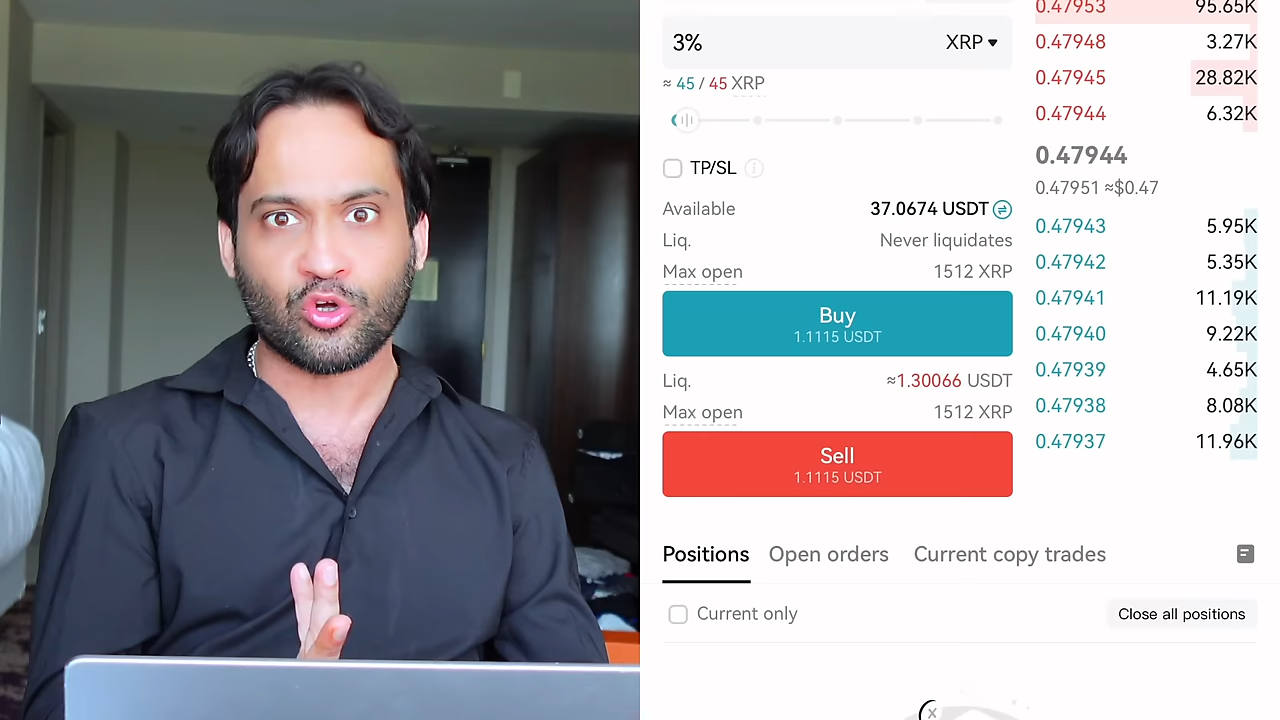 3% XRP
≈ 45 / 45 XRP
TP/SL
Available 37.0674 USDT
Liq. Never liquidates
Max open 1512 XRP
Buy
1.1115 USDT
Liq. ≈1.30066 USDT
Max open 1512 XRP
Sell
1.1115 USDT
0.47953 95.65K
0.47948 3.27K
0.47945 28.82K
0.47944 6.32K
0.47944
0.47951 ≈$0.47
0.47943 5.95K
0.47942 5.35K
0.47941 11.19K
0.47940 9.22K
0.47939 4.65K
0.47938 8.08K
0.47937 11.96K
Positions Open orders Current copy trades
Current only Close all positions